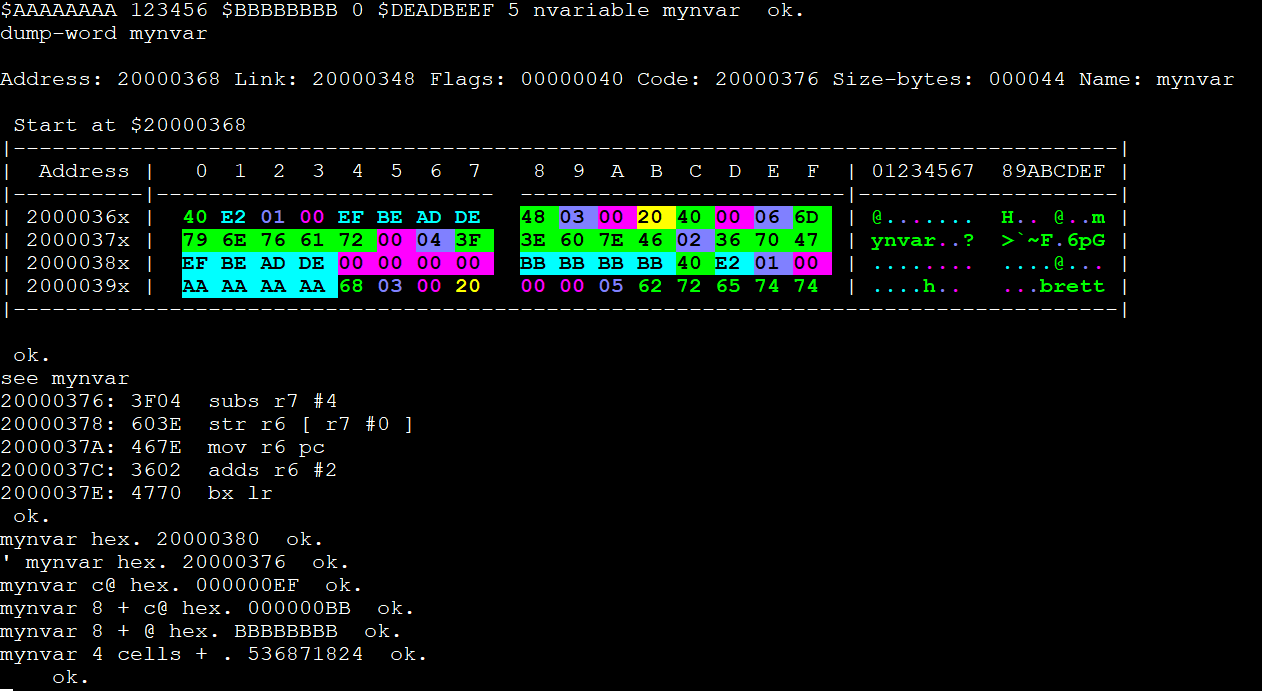 $AAAAAAAA 123456 $BBBBBBBB 0 $DEADBEEF 5 nvariable mynvar  ok.
dump-word mynvar
Address: 20000368 Link: 20000348 Flags: 00000040 Code: 20000376 Size-bytes: 000044 Name: mynvar
 Start at $20000368
|-------------------------------------------------------------------------------------|
|  Address |   0  1  2  3  4  5  6  7   8  9  A  B  C  D  E  F  | 01234567  89ABCDEF |
|----------|--------------------------  ------------------------|--------------------|
| 2000036x |  40 E2 01 00 EF BE AD DE  48 03 00 20 40 00 06 6D  | @.......  H.. @..m |
| 2000037x |  79 6E 76 61 72 00 04 3F  3E 60 7E 46 02 36 70 47  | ynvar..?  >`~F.6pG |
| 2000038x |  EF BE AD DE 00 00 00 00  BB BB BB BB 40 E2 01 00  | ........  ....@... |
| 2000039x |  AA AA AA AA 68 03 00 20  00 00 05 62 72 65 74 74  | ....h..   ...brett |
|-------------------------------------------------------------------------------------|
 ok.
see mynvar
20000376: 3F04  subs r7 #4
20000378: 603E  str r6 [ r7 #0 ]
2000037A: 467E  mov r6 pc
2000037C: 3602  adds r6 #2
2000037E: 4770  bx lr
 ok.
mynvar hex. 20000380  ok.
' mynvar hex. 20000376  ok.
mynvar c@ hex. 000000EF  ok.
mynvar 8 + c@ hex. 000000BB  ok.
mynvar 8 + @ hex. BBBBBBBB  ok.
mynvar 4 cells + . 536871824  ok.
    ok.